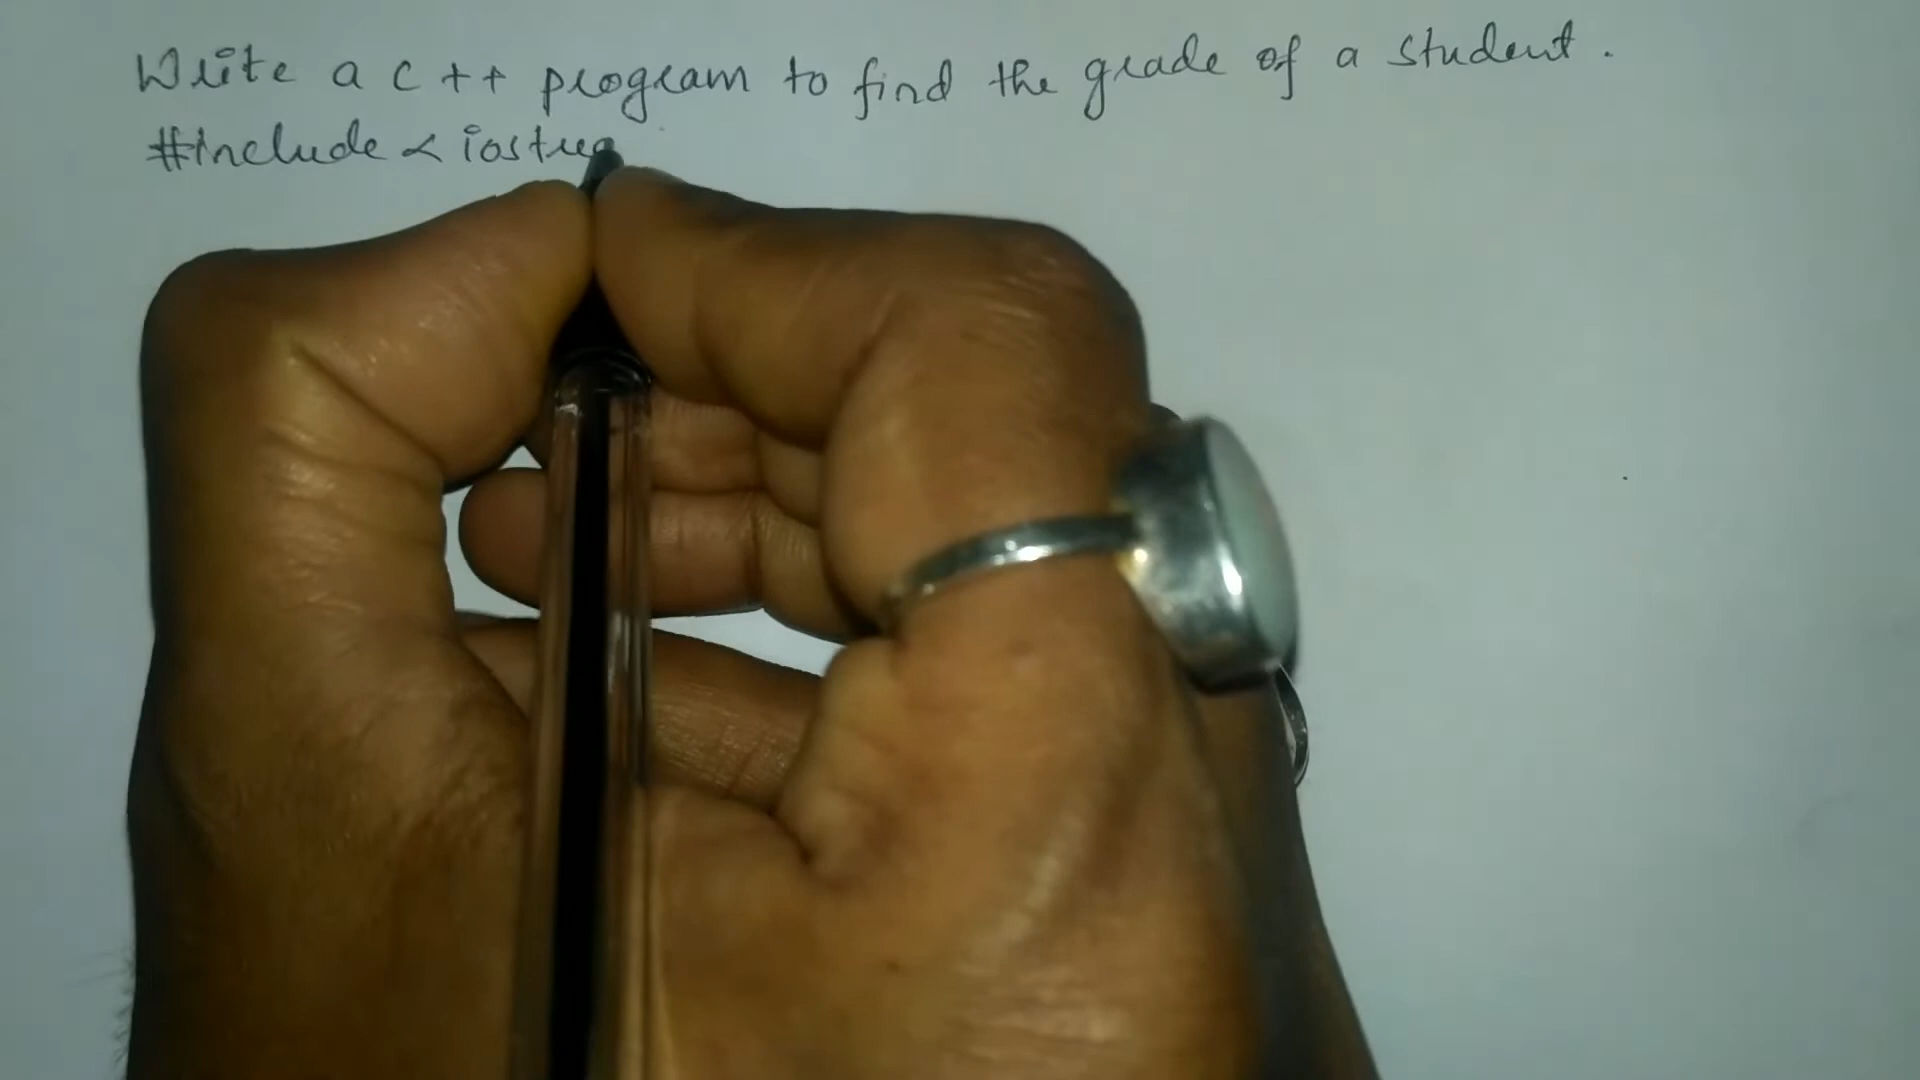 Write a c++ program to find the grade of a student.
#include < iostrea